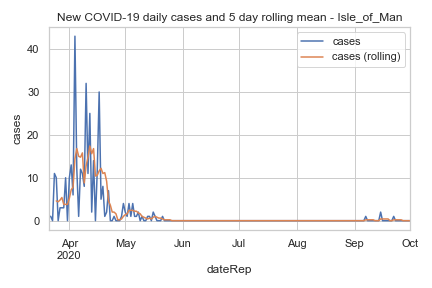 New COVID-19 daily cases and 5 day rolling mean - Isle_of_Man
cases
cases (rolling)
cases
40
30
20
10
0
Apr May Jun Jul Aug Sep Oct
2020
dateRep